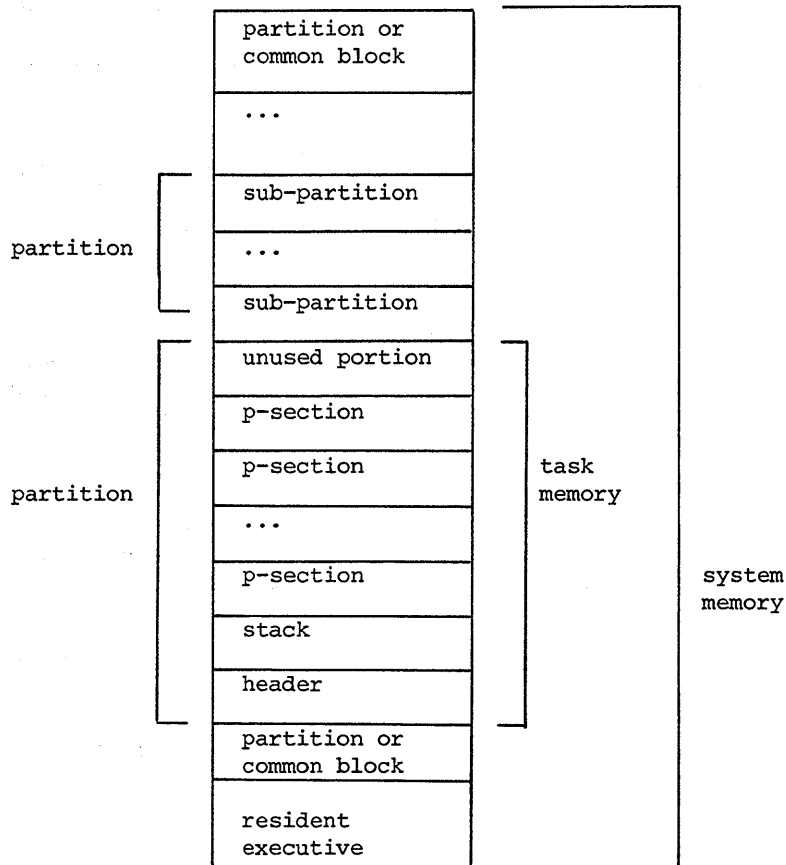 partition or
common block
...
sub-partition
partition
...
sub-partition
unused portion
p-section
p-section
task
memory
partition
...
p-section
system
memory
stack
header
partition or
common block
resident
executive